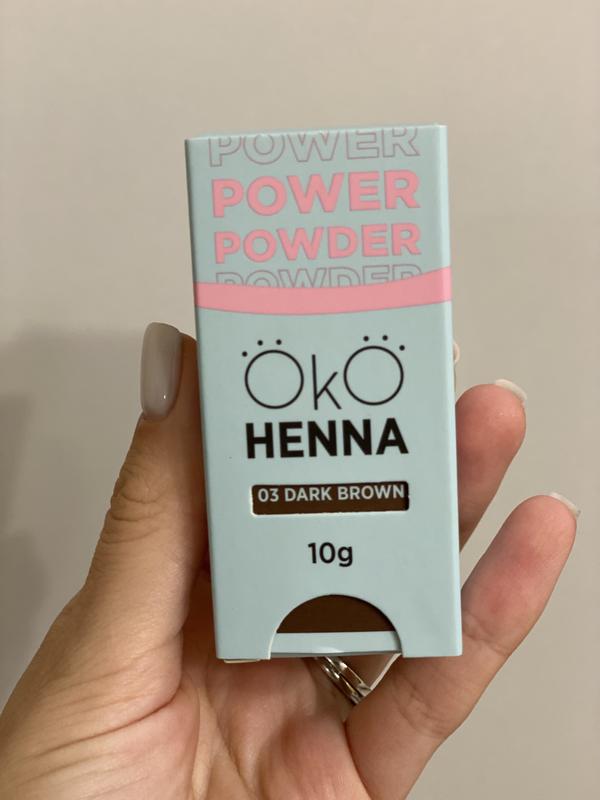 POWER
POWER
POWDER
POWDER
ÖkÖ
HENNA
03 DARK BROWN
10g